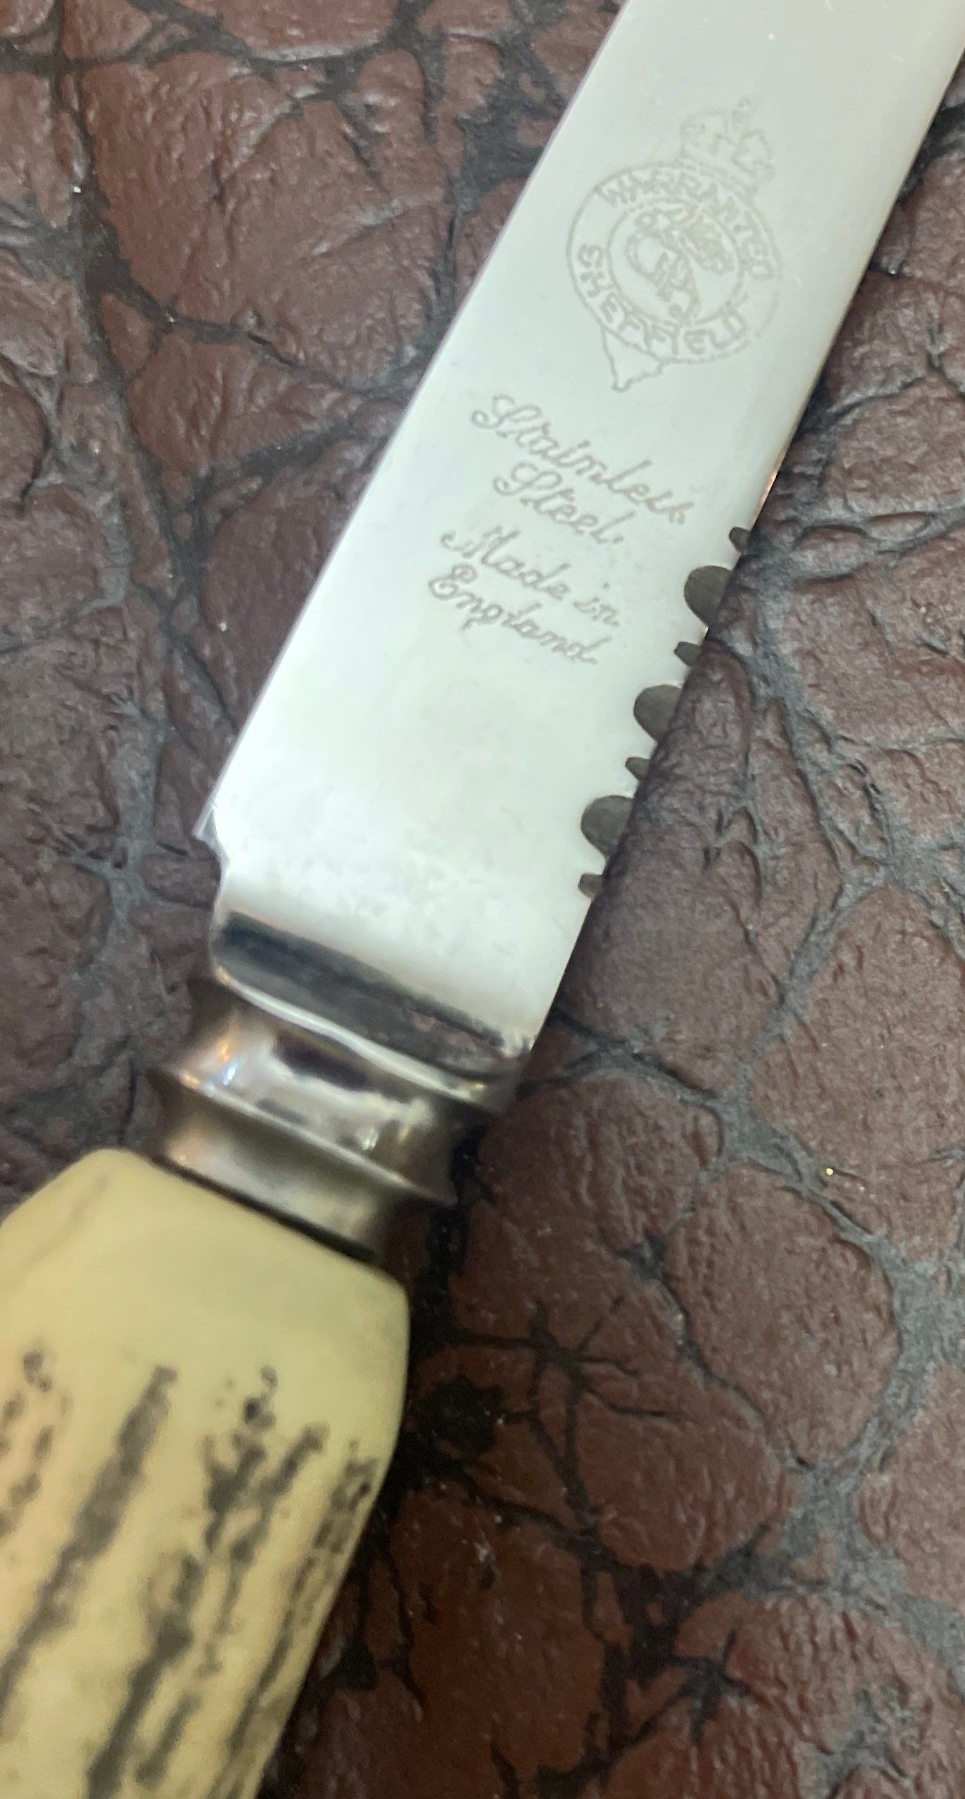 WARRANTED
SHEFFIELD
Stainless
Steel.
Made in
England